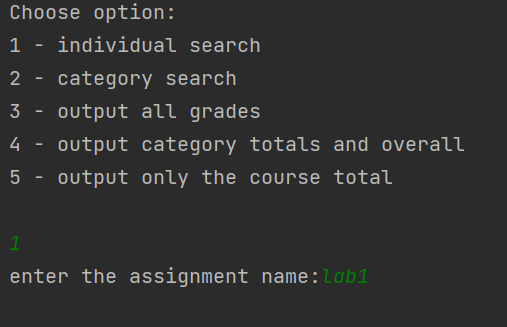 Choose option:
1 - individual search
2 - category search
3 - output all grades
4 - output category totals and overall
5 - output only the course total
1
enter the assignment name:lab1